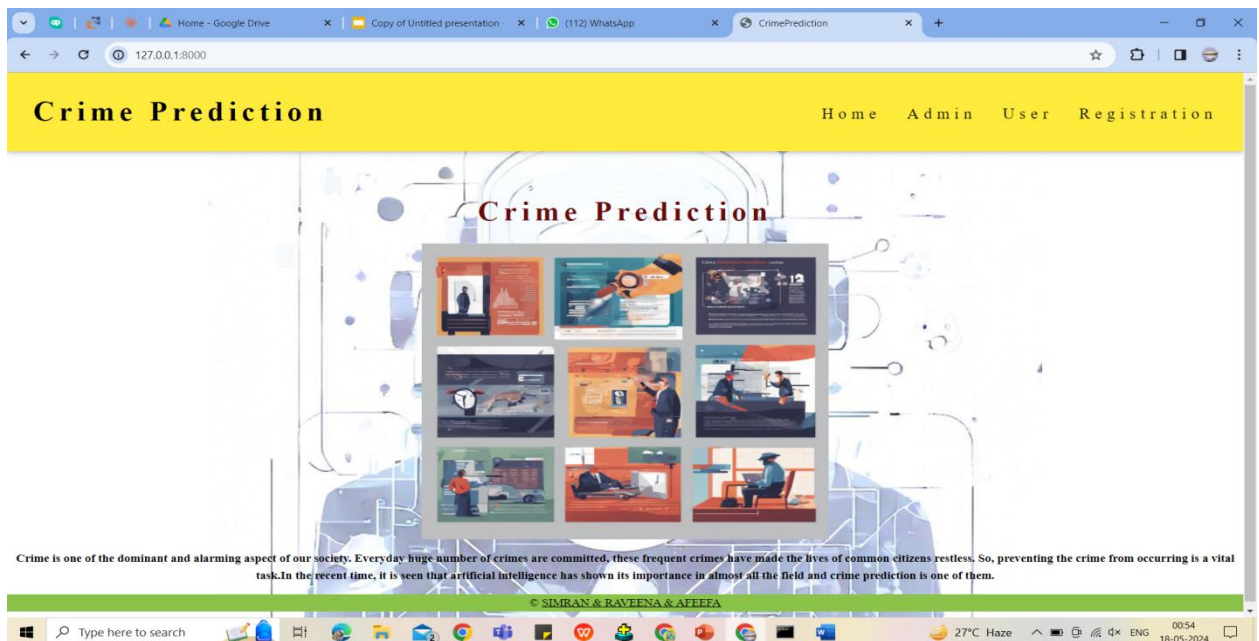 Home - Google Drive
Copy of Untitled presentation -
(112) WhatsApp
CrimePrediction
127.0.0.1:8000
Crime Prediction
Home Admin User Registration
Crime Prediction
12
Crime is one of the dominant and alarming aspect of our society. Everyday huge number of crimes are committed, these frequent crimes have made the lives of common citizens restless. So, preventing the crime from occurring is a vital
task.In the recent time, it is seen that artificial intelligence has shown its importance in almost all the field and crime prediction is one of them.
© SIMRAN & RAVEENA & AFEEFA
Type here to search
27°C Haze
ENG
00:54
18-05-2024